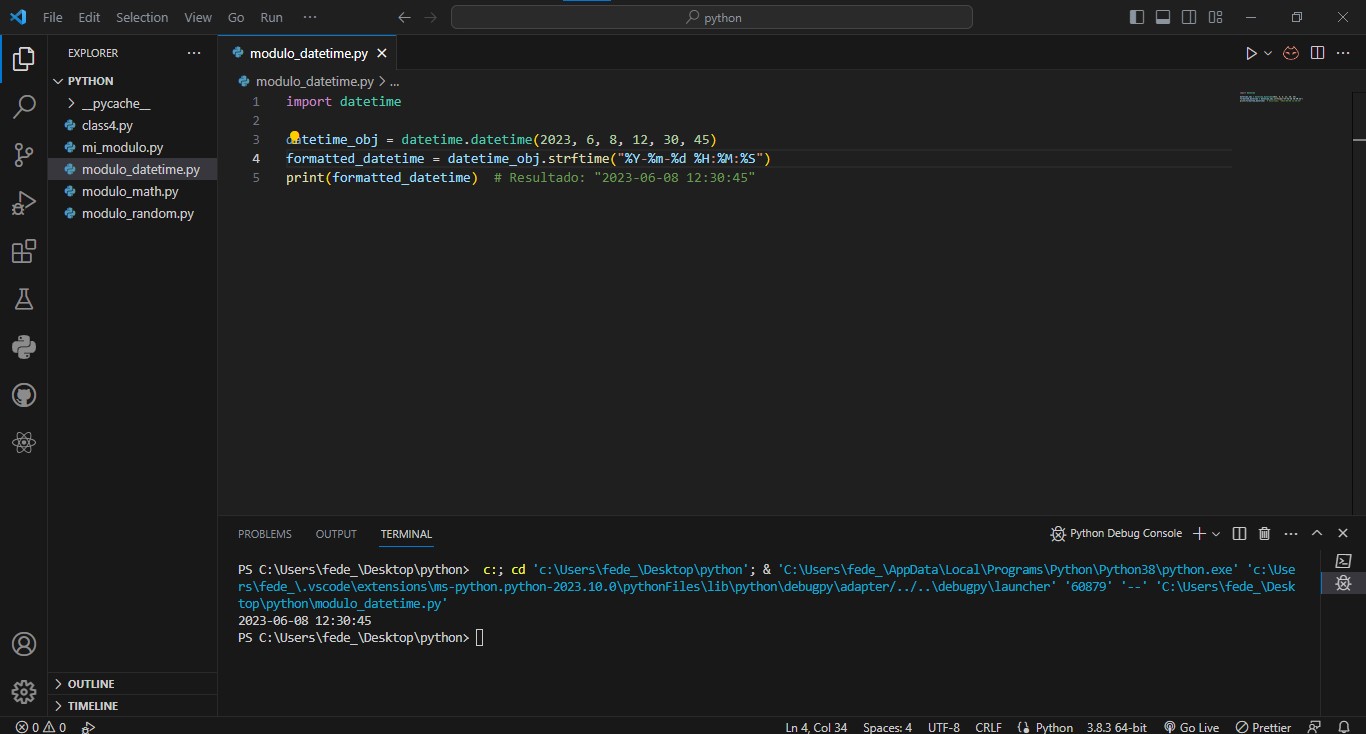 File Edit Selection View Go Run ···
python
EXPLORER ···
PYTHON
__pycache__
class4.py
mi_modulo.py
modulo_datetime.py
modulo_math.py
modulo_random.py
OUTLINE
TIMELINE
modulo_datetime.py
modulo_datetime.py > ...
1 import datetime
2
3 datetime_obj = datetime.datetime(2023, 6, 8, 12, 30, 45)
4 formatted_datetime = datetime_obj.strftime("%Y-%m-%d %H:%M:%S")
5 print(formatted_datetime)  # Resultado: "2023-06-08 12:30:45"
PROBLEMS OUTPUT TERMINAL
Python Debug Console
PS C:\Users\fede_\Desktop\python>  c:; cd 'c:\Users\fede_\Desktop\python'; & 'C:\Users\fede_\AppData\Local\Programs\Python\Python38\python.exe' 'c:\Use
rs\fede_\.vscode\extensions\ms-python.python-2023.10.0\pythonFiles\lib\python\debugpy\adapter/../..\debugpy\launcher' '60879' '--' 'C:\Users\fede_\Desk
top\python\modulo_datetime.py'
2023-06-08 12:30:45
PS C:\Users\fede_\Desktop\python>
0 0
Ln 4, Col 34 Spaces: 4 UTF-8 CRLF Python 3.8.3 64-bit Go Live Prettier